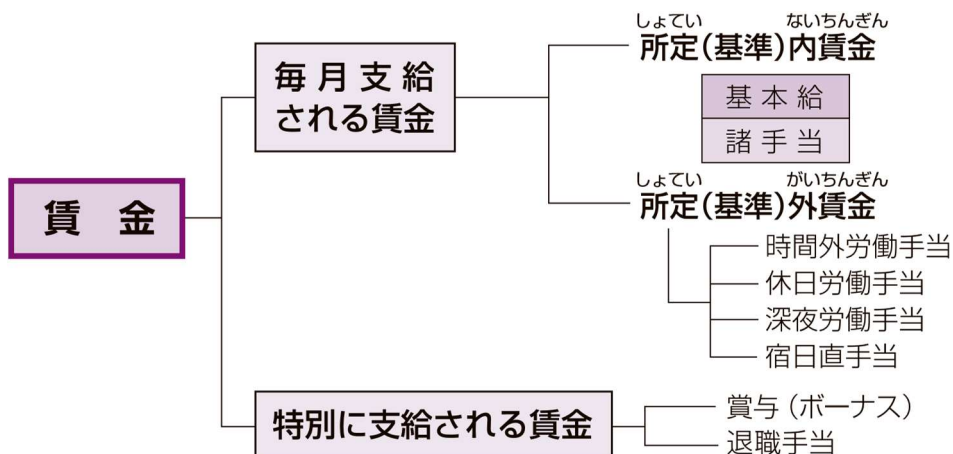 賃 金
毎 月 支 給
される賃金
しょてい ないちんぎん
所定(基準)内賃金
基 本 給
諸 手 当
しょてい がいちんぎん
所定(基準)外賃金
時間外労働手当
休日労働手当
深夜労働手当
宿日直手当
特別に支給される賃金
賞与(ボーナス)
退職手当